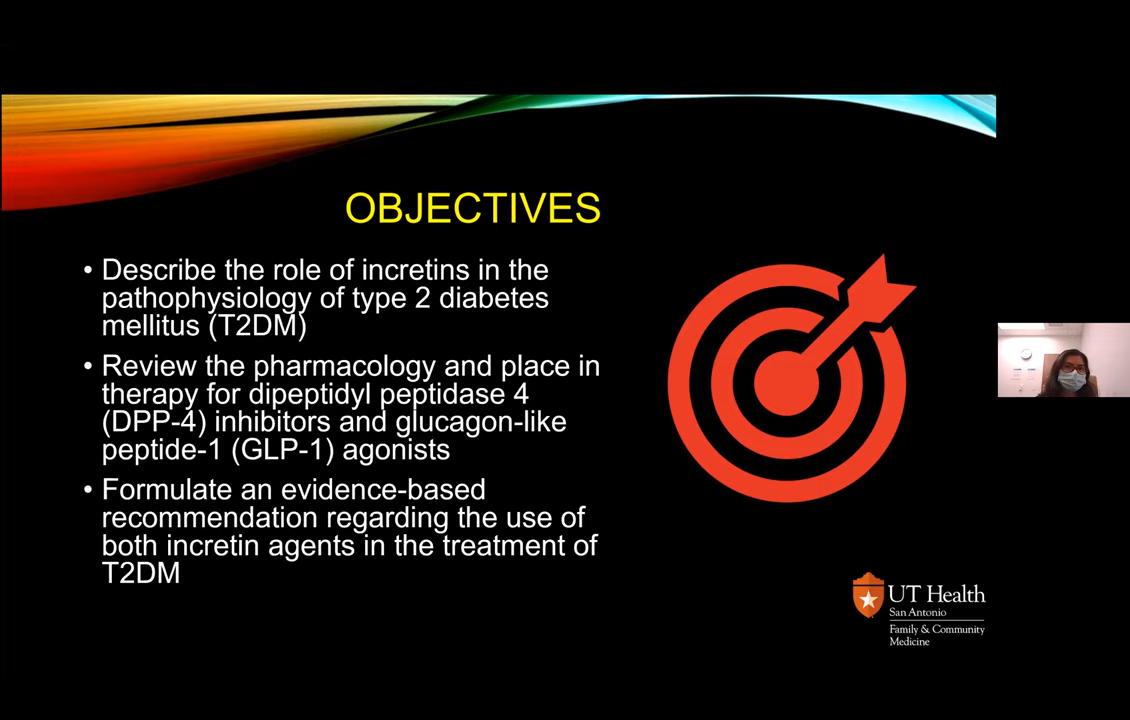 OBJECTIVES
• Describe the role of incretins in the
pathophysiology of type 2 diabetes
mellitus (T2DM)
• Review the pharmacology and place in
therapy for dipeptidyl peptidase 4
(DPP-4) inhibitors and glucagon-like
peptide-1 (GLP-1) agonists
• Formulate an evidence-based
recommendation regarding the use of
both incretin agents in the treatment of
T2DM
UT Health
San Antonio
Family & Community
Medicine